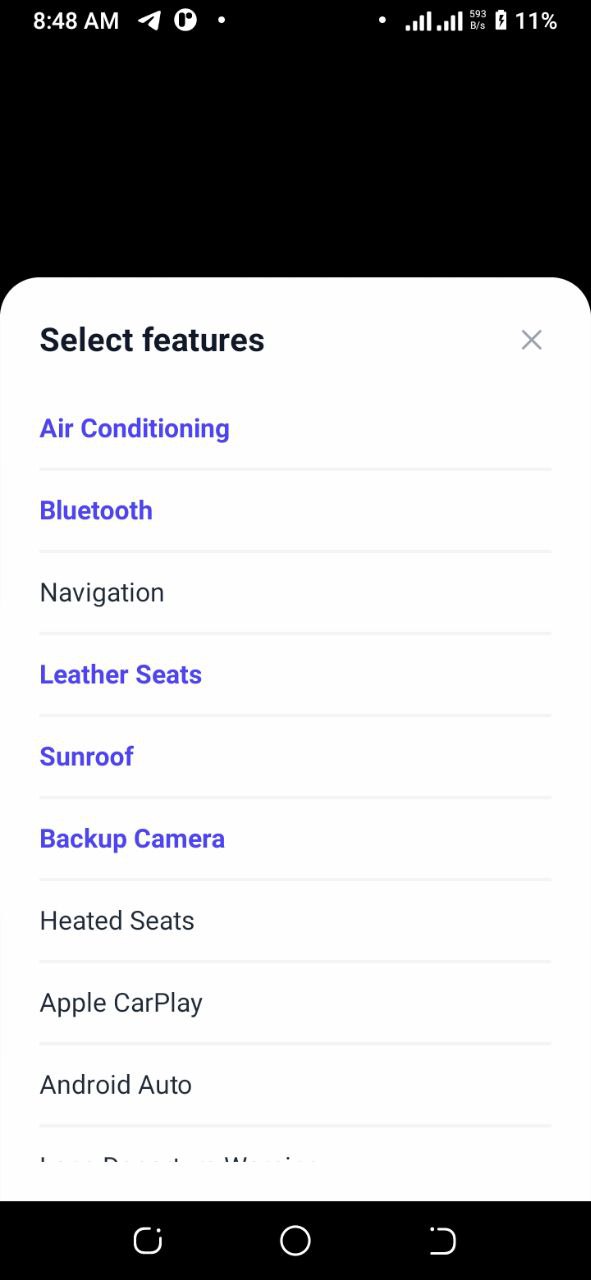 8:48 AM
593
B/s
11%
Select features
Air Conditioning
Bluetooth
Navigation
Leather Seats
Sunroof
Backup Camera
Heated Seats
Apple CarPlay
Android Auto